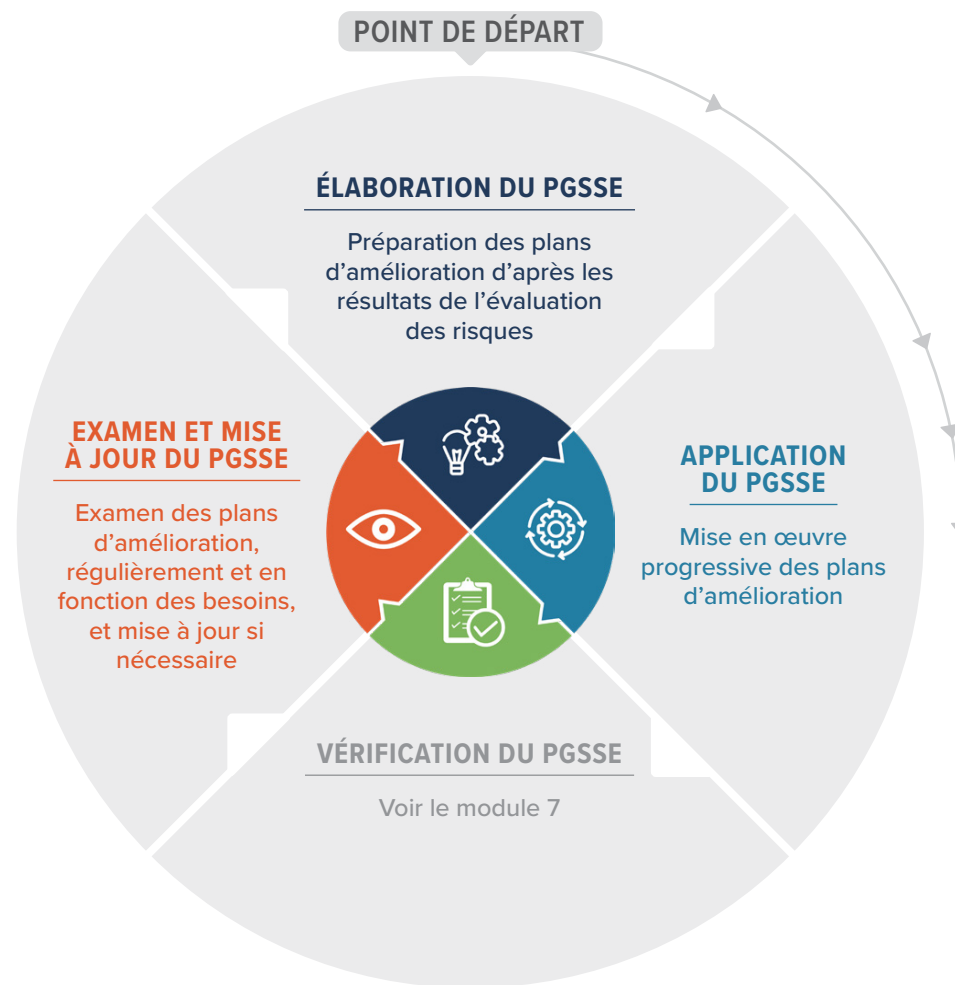 POINT DE DÉPART
ÉLABORATION DU PGSSE
Préparation des plans
d’amélioration d’après les
résultats de l’évaluation
des risques
APPLICATION
DU PGSSE
Mise en œuvre
progressive des plans
d’amélioration
VÉRIFICATION DU PGSSE
Voir le module 7
EXAMEN ET MISE
À JOUR DU PGSSE
Examen des plans
d’amélioration,
régulièrement et en
fonction des besoins,
et mise à jour si
nécessaire